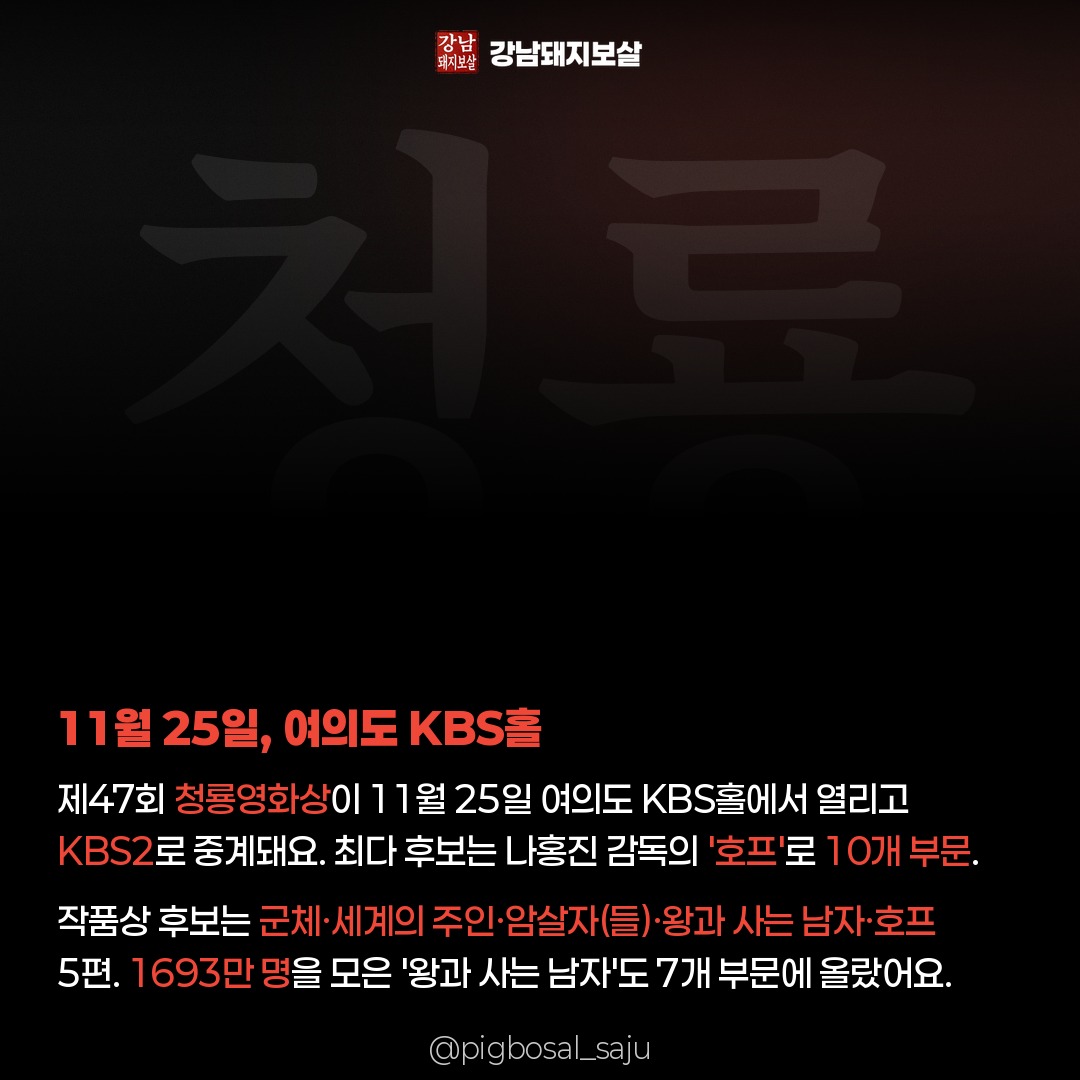 강남
돼지보살
강남돼지보살
청룡
11월 25일, 여의도 KBS홀
제47회 청룡영화상이 11월 25일 여의도 KBS홀에서 열리고
KBS2로 중계돼요. 최다 후보는 나홍진 감독의 '호프'로 10개 부문.
작품상 후보는 군체·세계의 주인·암살자(들)·왕과 사는 남자·호프
5편. 1693만 명을 모은 '왕과 사는 남자'도 7개 부문에 올랐어요.
@pigbosal_saju